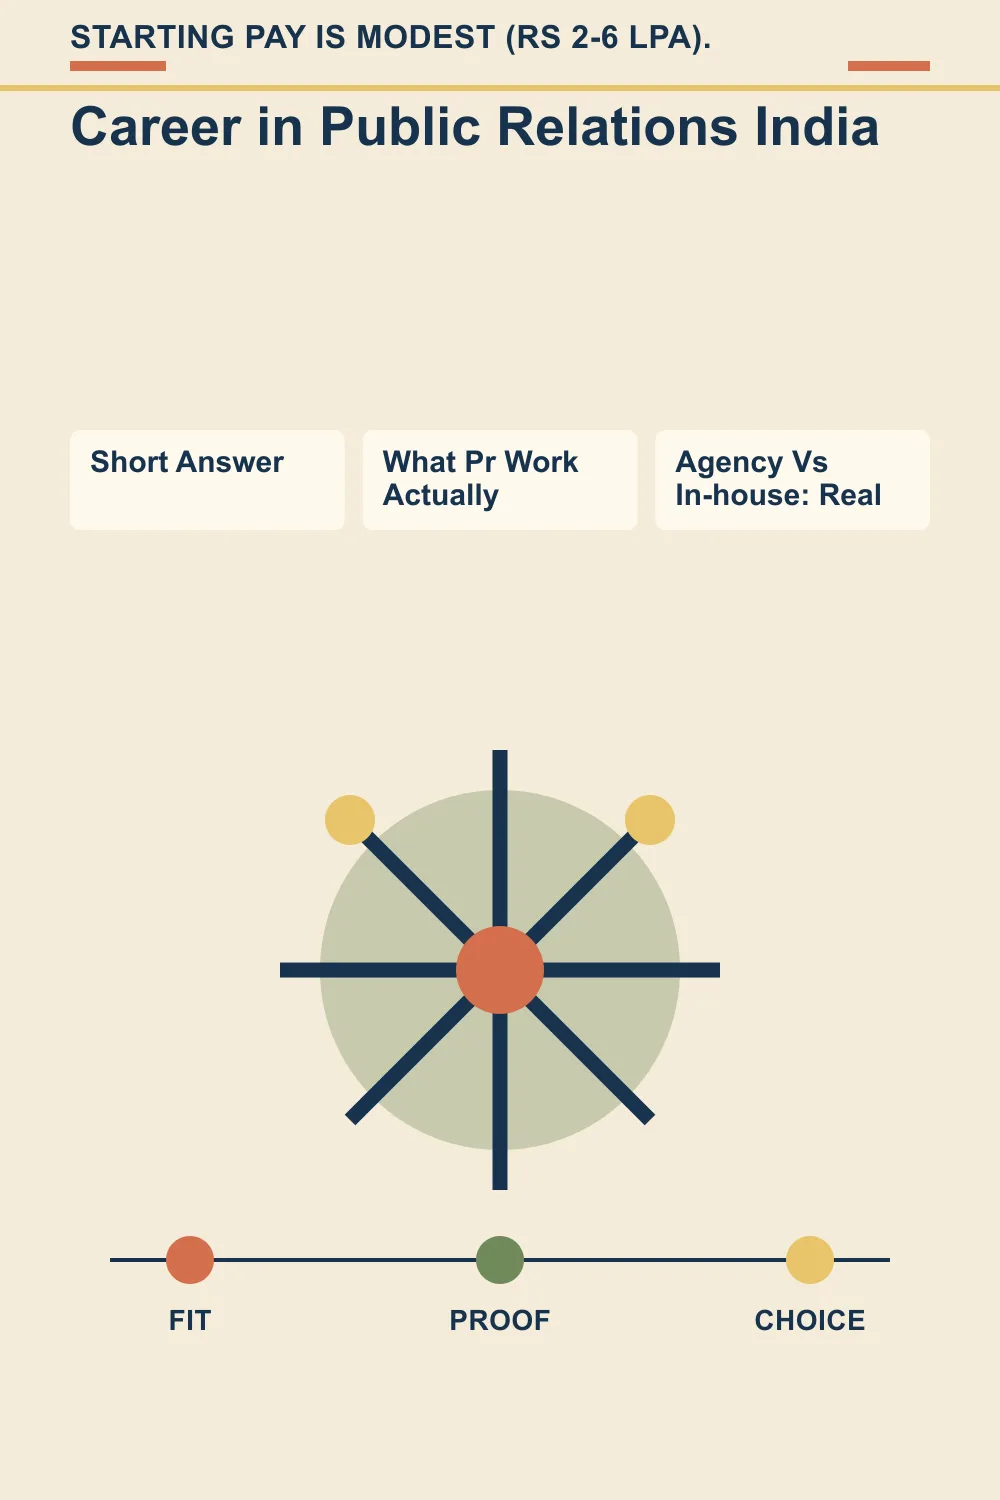 STARTING PAY IS MODEST (RS 2-6 LPA).
Career in Public Relations India
Short Answer
What Pr Work
Actually
Agency Vs
In-house: Real
FIT
PROOF
CHOICE